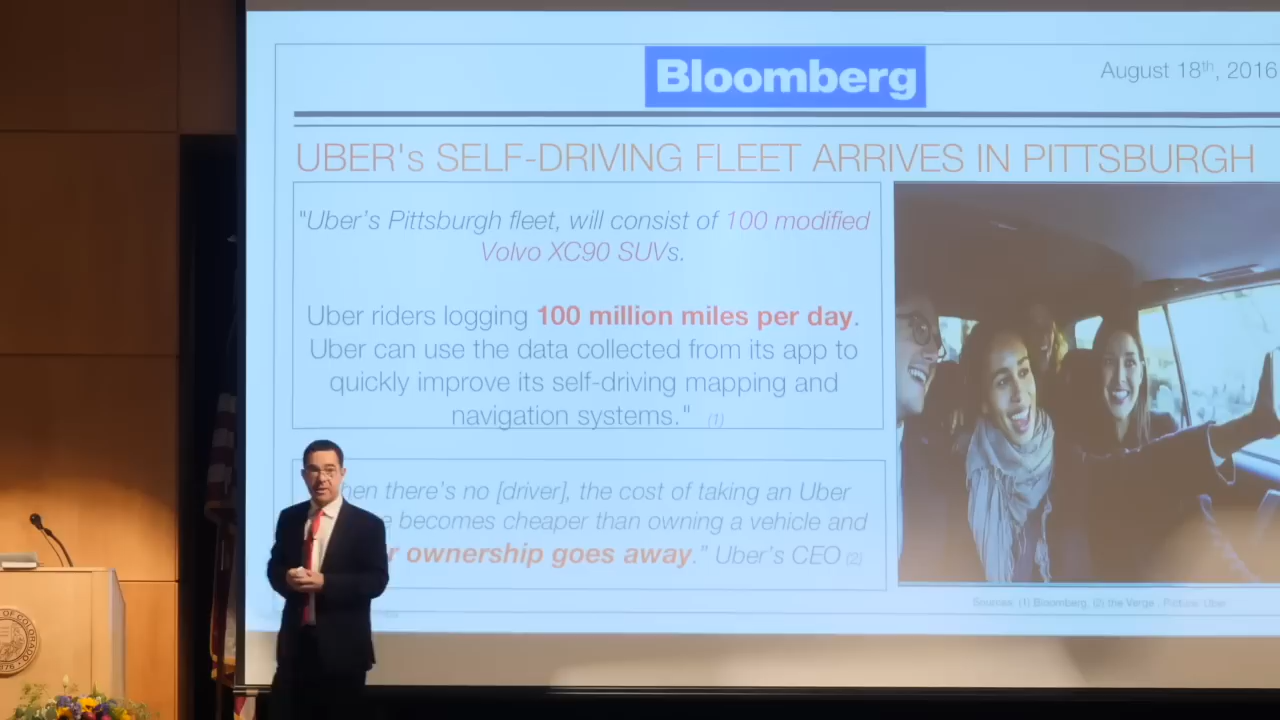 Bloomberg
August 18th, 2016
UBER's SELF-DRIVING FLEET ARRIVES IN PITTSBURGH
"Uber's Pittsburgh fleet, will consist of 100 modified
Volvo XC90 SUVs.
Uber riders logging 100 million miles per day.
Uber can use the data collected from its app to
quickly improve its self-driving mapping and
navigation systems." (1)
there's no [driver], the cost of taking an Uber
becomes cheaper than owning a vehicle and
ownership goes away." Uber's CEO (2)
Sources: (1) Bloomberg, (2) the Verge, Picture: Uber
OF COLORADO